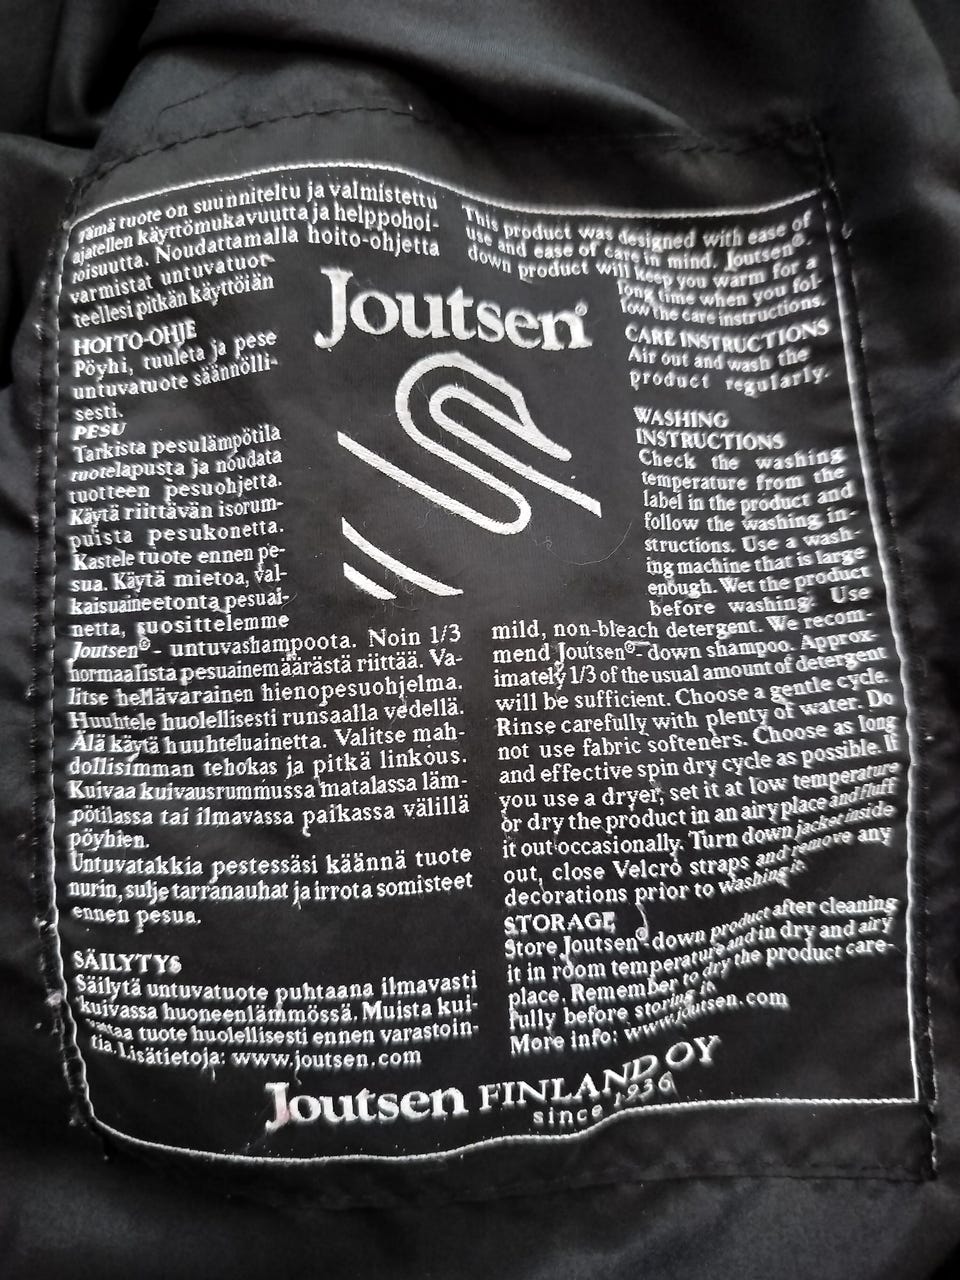 Tämä tuote on suunniteltu ja valmistettu
ajatellen käyttömukavuutta ja helppohoi-
toisuutta. Noudattamalla hoito-ohjetta
varmistat untuvatuot-
teellesi pitkän käyttöiän
HOITO-OHJE
Pöyhi, tuuleta ja pese
untuvatuote säännölli-
sesti.
PESU
Tarkista pesulämpötila
tuotelapusta ja noudata
tuotteen pesuohjetta.
Käytä riittävän isorum-
puista pesukonetta.
Kastele tuote ennen pe-
sua. Käytä mietoa, val-
kaisuaineetonta pesuai-
netta, suosittelemme
Joutsen® - untuvashampoota. Noin 1/3
normaalista pesuainemäärästä riittää. Va-
litse hellävarainen hienopesuohjelma.
Huuhtele huolellisesti runsaalla vedellä.
Älä käytä huuhteluainetta. Valitse mah-
dollisimman tehokas ja pitkä linkous.
Kuivaa kuivausrummussa matalassa läm-
pötilassa tai ilmavassa paikassa välillä
pöyhien.
Untuvatakkia pestessäsi käännä tuote
nurin, sulje tarranauhat ja irrota somisteet
ennen pesua.
SÄILYTYS
Säilytä untuvatuote puhtaana ilmavasti
kuivassa huoneenlämmössä. Muista kui-
vattaa tuote huolellisesti ennen varastoin-
tia. Lisätietoja: www.joutsen.com
Joutsen®
This product was designed with ease of
use and ease of care in mind. Joutsen®.
down product will keep you warm for a
long time when you fol-
low the care instructions.
CARE INSTRUCTIONS
Air out and wash the
product regularly.
WASHING
INSTRUCTIONS
Check the washing
temperature from the
label in the product and
follow the washing in-
structions. Use a wash-
ing machine that is large
enough. Wet the product
before washing. Use
mild, non-bleach detergent. We recom-
mend Joutsen®-down shampoo. Approx-
imately 1/3 of the usual amount of detergent
will be sufficient. Choose a gentle cycle.
Rinse carefully with plenty of water. Do
not use fabric softeners. Choose as long
and effective spin dry cycle as possible. If
you use a dryer, set it at low temperature
or dry the product in an airy place and fluff
it out occasionally. Turn down jacket inside
out, close Velcro straps and remove any
decorations prior to washing it.
STORAGE
Store Joutsen®-down product after cleaning
it in room temperature and in dry and airy
place. Remember to dry the product care-
fully before storing it.
More info: www.joutsen.com
Joutsen FINLAND OY
since 1936